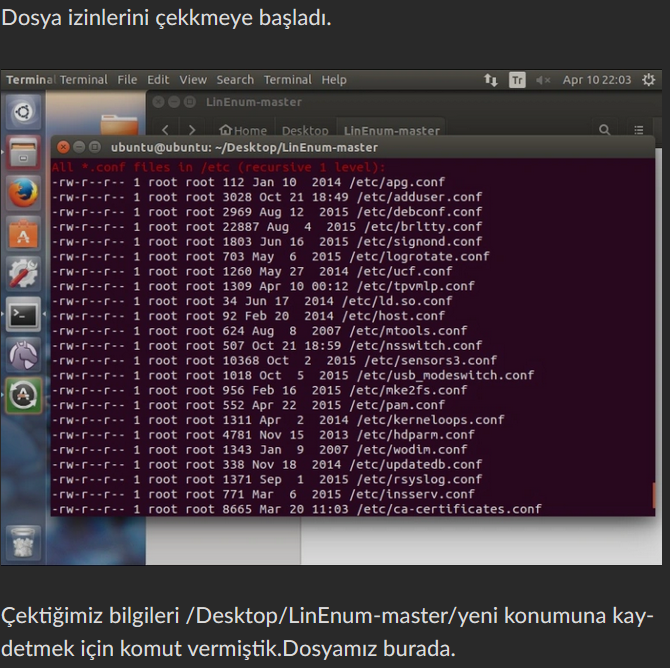 Dosya izinlerini çekkmeye başladı.
Terminal Terminal File Edit View Search Terminal Help Tr Apr 10 22:03
LinEnum-master
Home Desktop LinEnum-master
ubuntu@ubuntu: ~/Desktop/LinEnum-master
All *.conf files in /etc (recursive 1 level):
-rw-r--r-- 1 root root 112 Jan 10  2014 /etc/apg.conf
-rw-r--r-- 1 root root 3028 Oct 21 18:49 /etc/adduser.conf
-rw-r--r-- 1 root root 2969 Aug 12  2015 /etc/debconf.conf
-rw-r--r-- 1 root root 22887 Aug  4  2015 /etc/brltty.conf
-rw-r--r-- 1 root root 1803 Jun 16  2015 /etc/signond.conf
-rw-r--r-- 1 root root 703 May  6  2015 /etc/logrotate.conf
-rw-r--r-- 1 root root 1260 May 27  2014 /etc/ucf.conf
-rw-r--r-- 1 root root 1309 Apr 10 00:12 /etc/tpvmlp.conf
-rw-r--r-- 1 root root 34 Jun 17  2014 /etc/ld.so.conf
-rw-r--r-- 1 root root 92 Feb 20  2014 /etc/host.conf
-rw-r--r-- 1 root root 624 Aug  8  2007 /etc/mtools.conf
-rw-r--r-- 1 root root 507 Oct 21 18:59 /etc/nsswitch.conf
-rw-r--r-- 1 root root 10368 Oct  2  2015 /etc/sensors3.conf
-rw-r--r-- 1 root root 1018 Oct  5  2015 /etc/usb_modeswitch.conf
-rw-r--r-- 1 root root 956 Feb 16  2015 /etc/mke2fs.conf
-rw-r--r-- 1 root root 552 Apr 22  2015 /etc/pam.conf
-rw-r--r-- 1 root root 1311 Apr  2  2014 /etc/kerneloops.conf
-rw-r--r-- 1 root root 4781 Nov 15  2013 /etc/hdparm.conf
-rw-r--r-- 1 root root 1343 Jan  9  2007 /etc/wodim.conf
-rw-r--r-- 1 root root 338 Nov 18  2014 /etc/updatedb.conf
-rw-r--r-- 1 root root 1371 Sep  1  2015 /etc/rsyslog.conf
-rw-r--r-- 1 root root 771 Mar  6  2015 /etc/insserv.conf
-rw-r--r-- 1 root root 8665 Mar 20 11:03 /etc/ca-certificates.conf
Çektiğimiz bilgileri /Desktop/LinEnum-master/yeni konumuna kay-
detmek için komut vermiştik.Dosyamız burada.